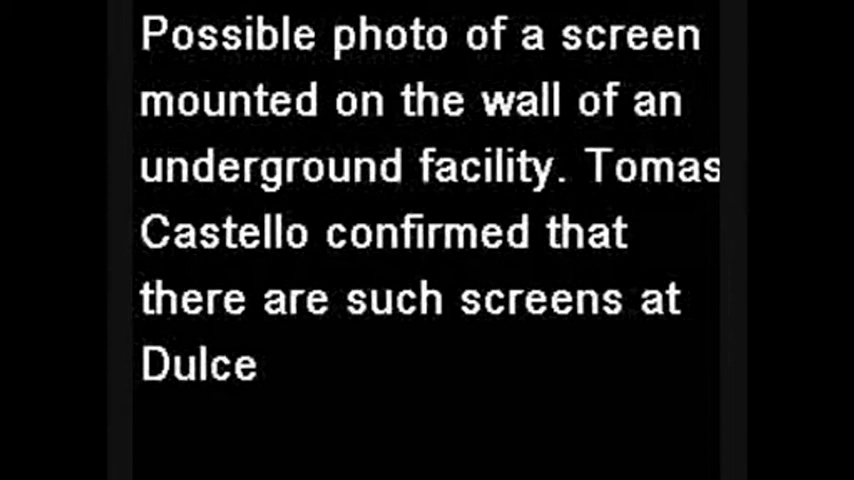 Possible photo of a screen
mounted on the wall of an
underground facility. Tomas
Castello confirmed that
there are such screens at
Dulce